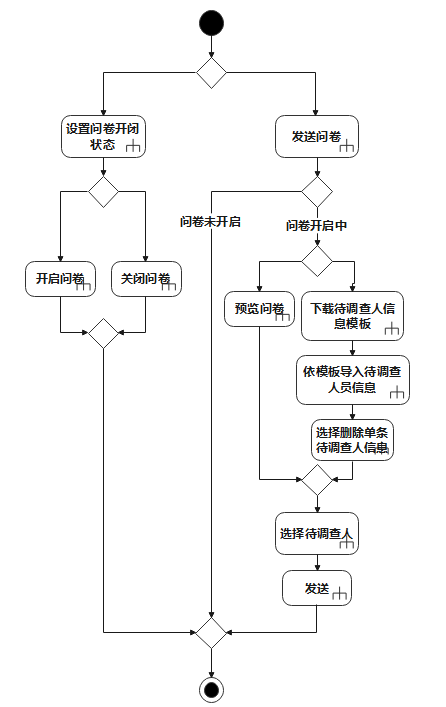 设置问卷开闭
状态
发送问卷
问卷未开启
问卷开启中
开启问卷
关闭问卷
预览问卷
下载待调查人信
息模板
依模板导入待调查
人员信息
选择删除单条
待调查人信息
选择待调查人
发送